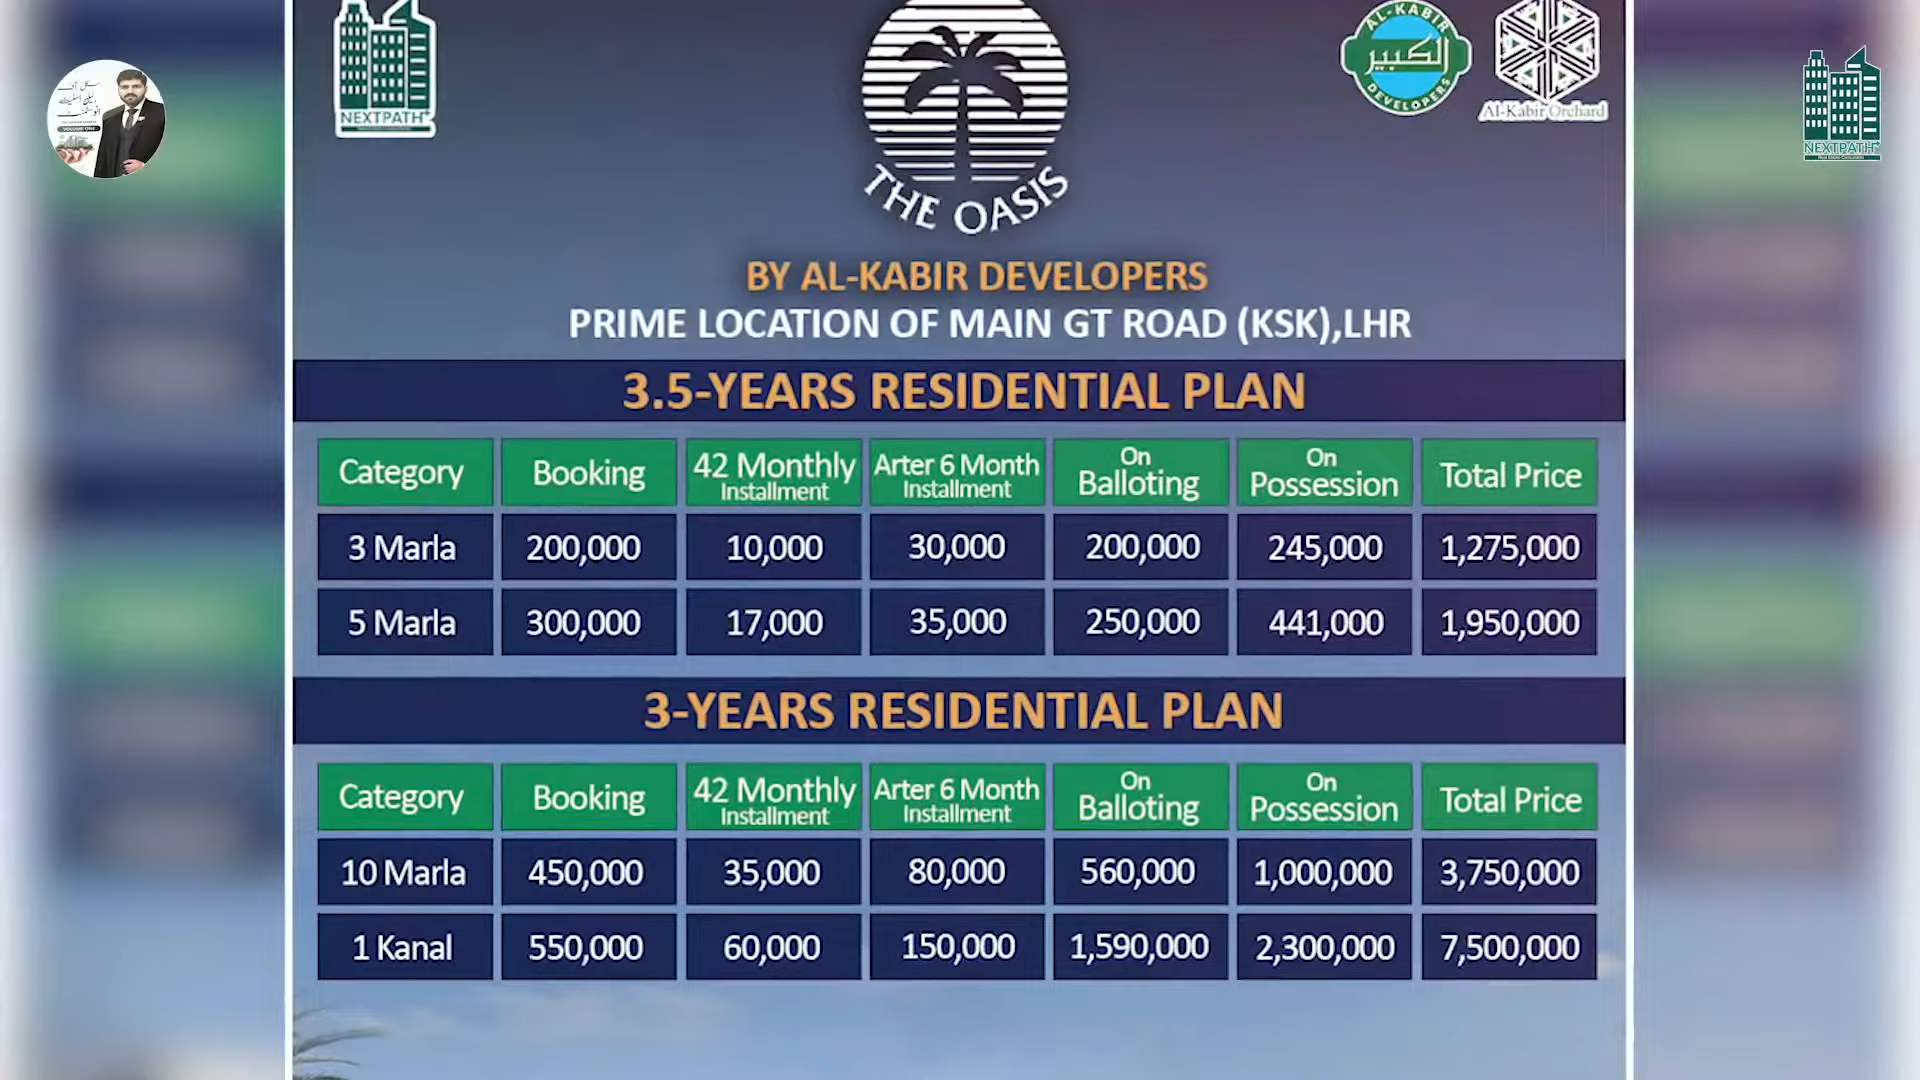 NEXTPATH
THE OASIS
AL-KABIR
الكبير
DEVELOPERS
Al-Kabir Orchard
NEXTPATH
VOLUME ONE
BY AL-KABIR DEVELOPERS
PRIME LOCATION OF MAIN GT ROAD (KSK),LHR
3.5-YEARS RESIDENTIAL PLAN
Category Booking 42 Monthly Installment Arter 6 Month Installment On Balloting On Possession Total Price
3 Marla 200,000 10,000 30,000 200,000 245,000 1,275,000
5 Marla 300,000 17,000 35,000 250,000 441,000 1,950,000
3-YEARS RESIDENTIAL PLAN
Category Booking 42 Monthly Installment Arter 6 Month Installment On Balloting On Possession Total Price
10 Marla 450,000 35,000 80,000 560,000 1,000,000 3,750,000
1 Kanal 550,000 60,000 150,000 1,590,000 2,300,000 7,500,000